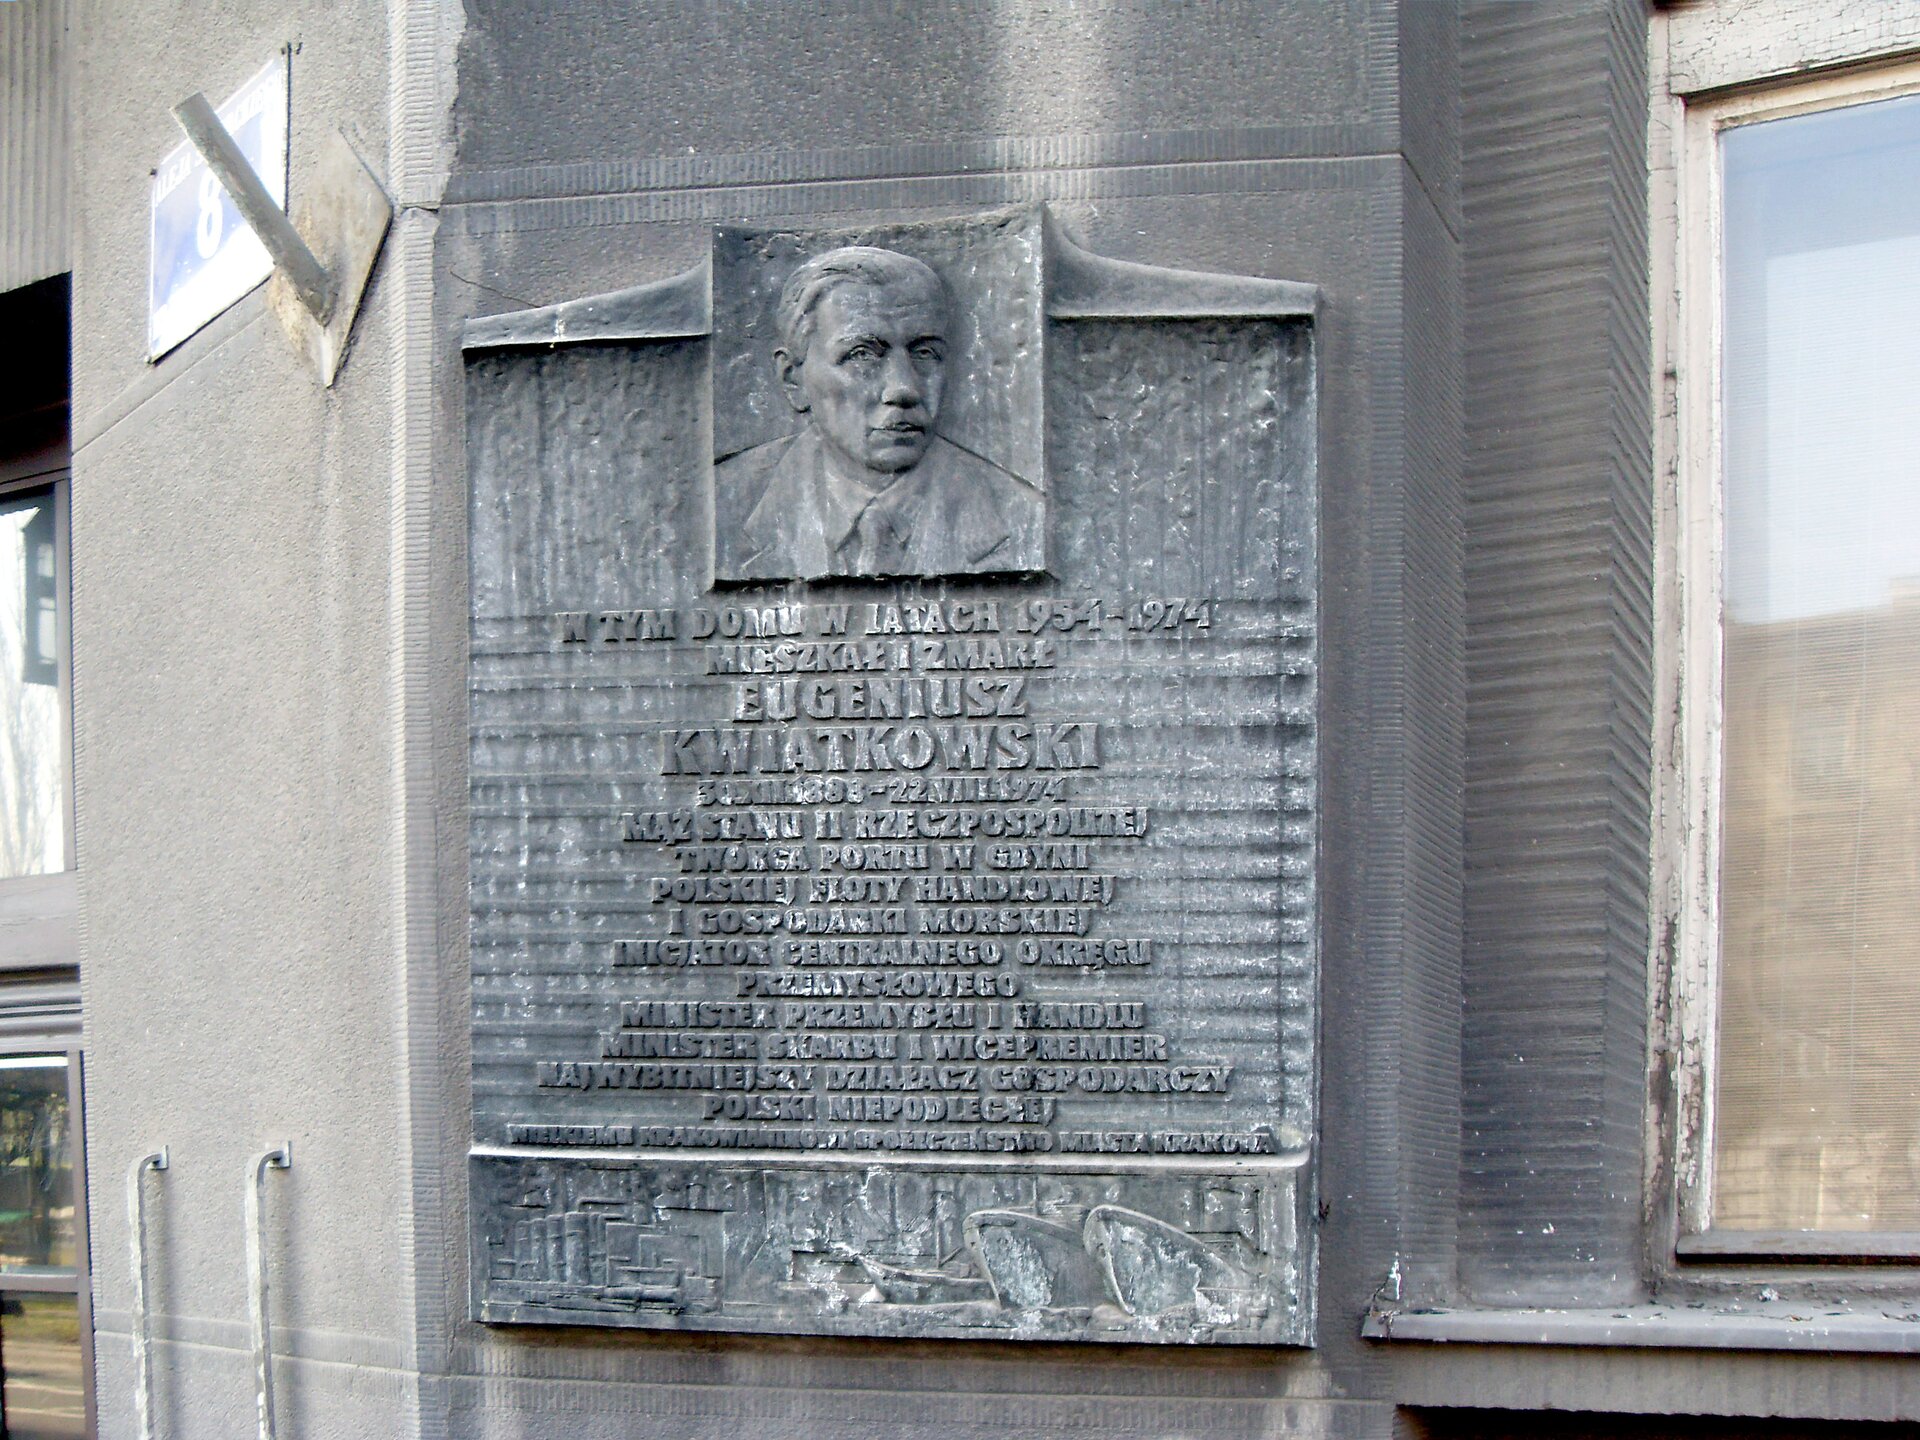 ALEJA
8
W TYM DOMU W LATACH 1954-1974
MIESZKAŁ I ZMARŁ
EUGENIUSZ
KWIATKOWSKI
30.XII.1888-22.VIII.1974
MĄŻ STANU II RZECZPOSPOLITEJ
TWÓRCA PORTU W GDYNI
POLSKIEJ FLOTY HANDLOWEJ
I GOSPODARKI MORSKIEJ
INICJATOR CENTRALNEGO OKRĘGU
PRZEMYSŁOWEGO
MINISTER PRZEMYSŁU I HANDLU
MINISTER SKARBU I WICEPREMIER
NAJWYBITNIEJSZY DZIAŁACZ GOSPODARCZY
POLSKI NIEPODLEGŁEJ
WIELKIEMU KRAKOWIANINOWI SPOŁECZEŃSTWO MIASTA KRAKOWA